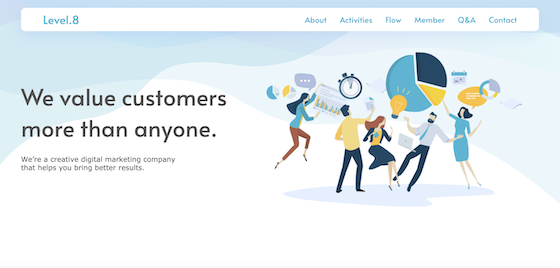 Level.8
About Activities Flow Member Q&A Contact
We value customers
more than anyone.
We're a creative digital marketing company
that helps you bring better results.